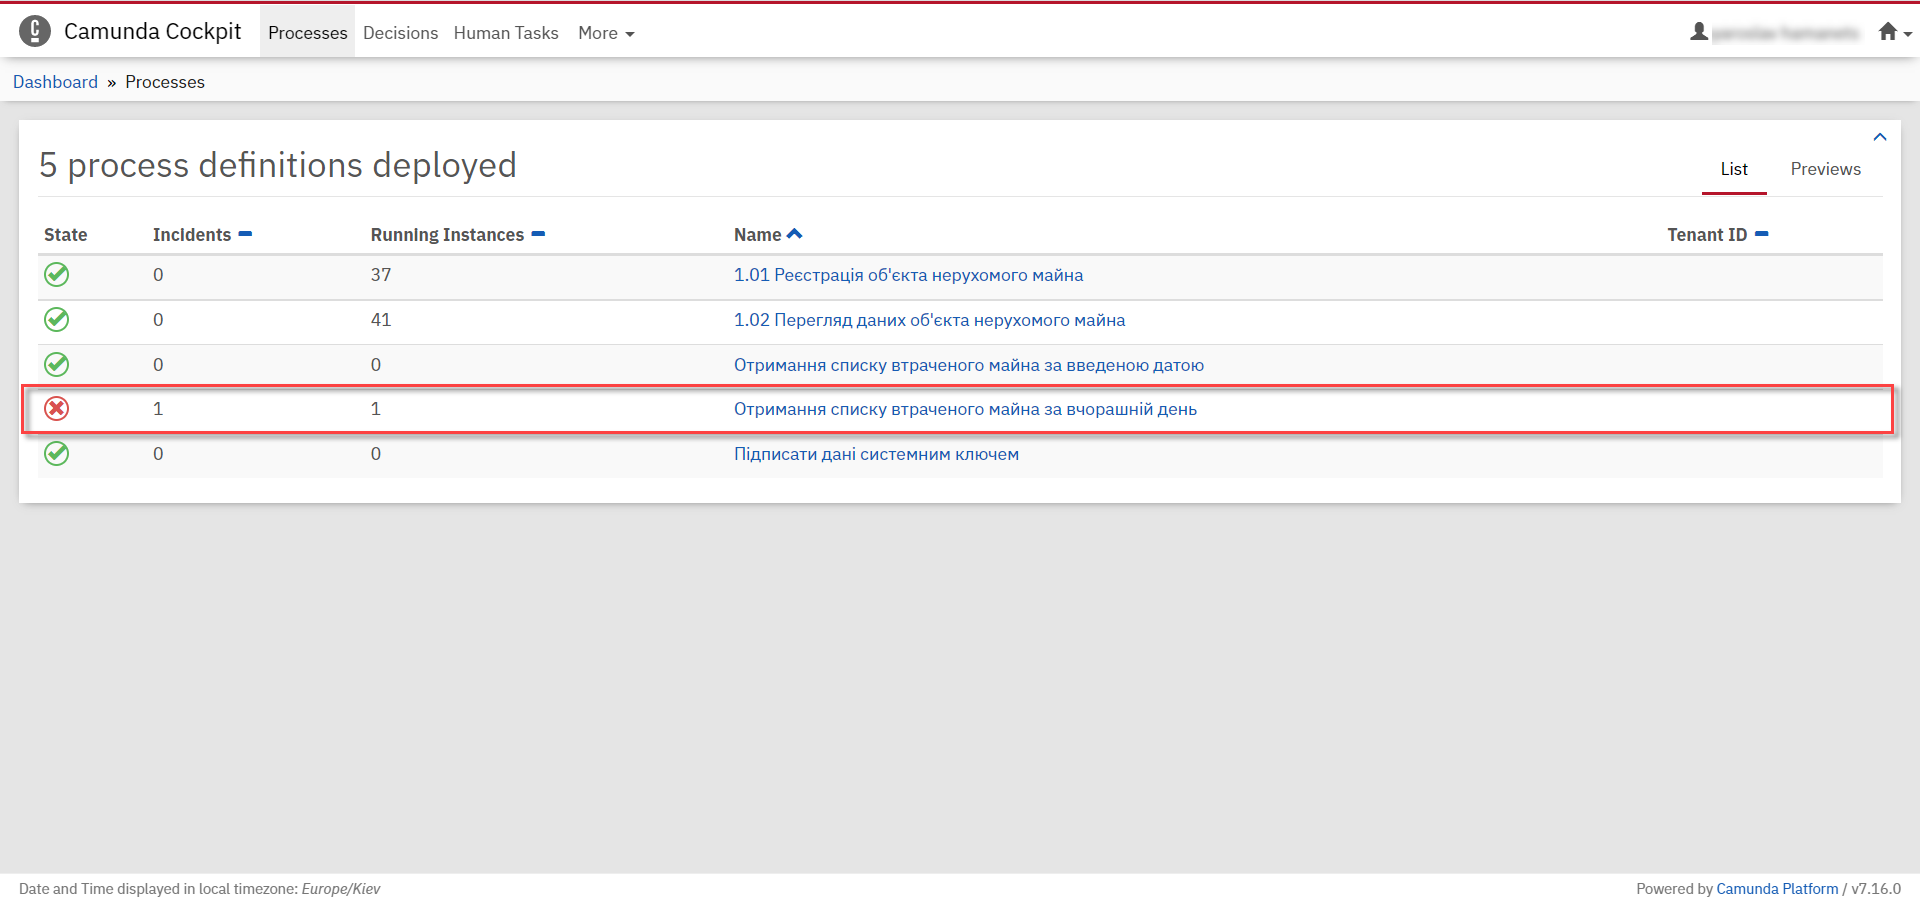 Camunda Cockpit Processes Decisions Human Tasks More
Dashboard » Processes
5 process definitions deployed
List Previews
State Incidents Running Instances Name Tenant ID
0 37 1.01 Реєстрація об'єкта нерухомого майна
0 41 1.02 Перегляд даних об'єкта нерухомого майна
0 0 Отримання списку втраченого майна за введеною датою
1 1 Отримання списку втраченого майна за вчорашній день
0 0 Підписати дані системним ключем
Date and Time displayed in local timezone: Europe/Kiev Powered by Camunda Platform / v7.16.0